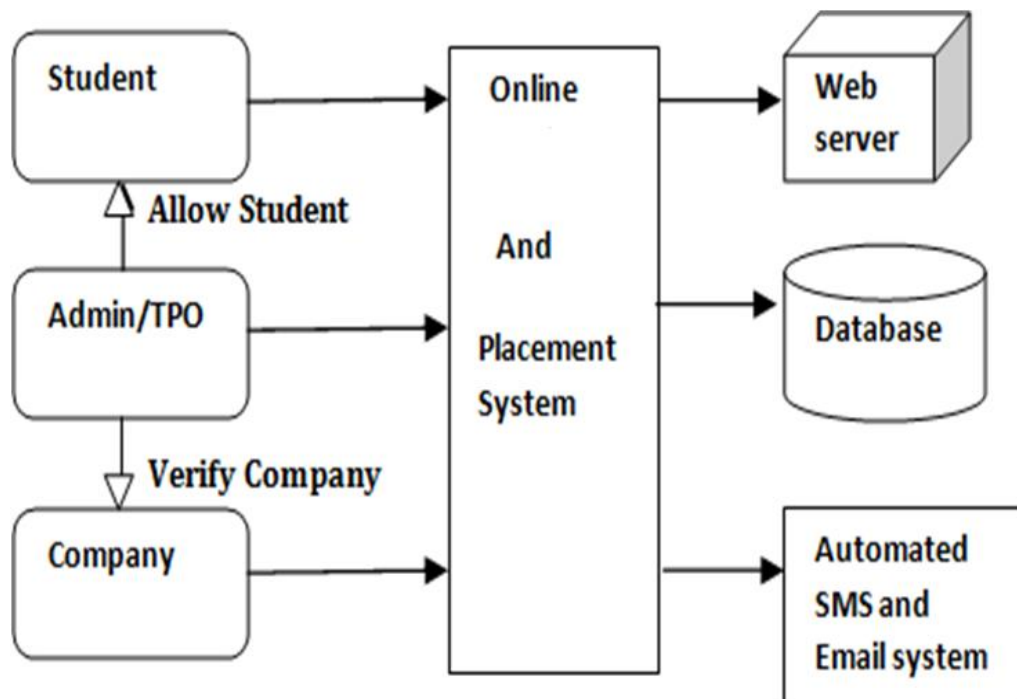 Student
Allow Student
Admin/TPO
Verify Company
Company
Online
And
Placement
System
Web
server
Database
Automated
SMS and
Email system